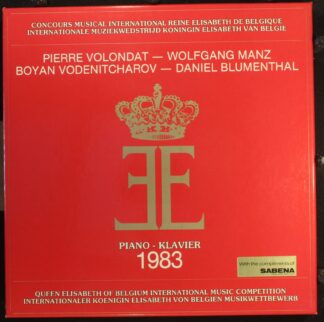 CONCOURS MUSICAL INTERNATIONAL REINE ELISABETH DE BELGIQUE
INTERNATIONALE MUZIEKWEDSTRIJD KONINGIN ELISABETH VAN BELGIE
PIERRE VOLONDAT — WOLFGANG MANZ
BOYAN VODENITCHAROV — DANIEL BLUMENTHAL
PIANO - KLAVIER
1983
With the compliments of
SABENA
QUEEN ELISABETH OF BELGIUM INTERNATIONAL MUSIC COMPETITION
INTERNATIONALER KOENIGIN ELISABETH VON BELGIEN MUSIKWETTBEWERB